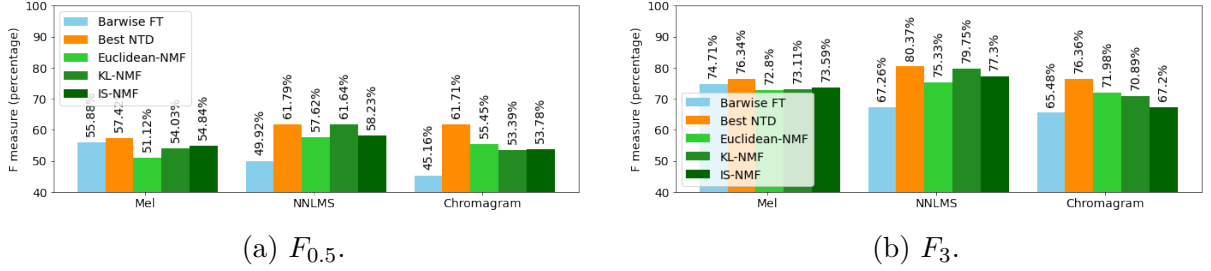 100
90
80
70
60
50
40
F measure (percentage)
Barwise FT
Best NTD
Euclidean-NMF
KL-NMF
IS-NMF
55.88%
57.42%
51.12%
54.03%
54.84%
49.92%
61.79%
57.62%
61.64%
58.23%
45.16%
61.71%
55.45%
53.39%
53.78%
Mel
NNLMS
Chromagram
(a) F0.5.
100
90
80
70
60
50
40
F measure (percentage)
74.71%
76.34%
72.8%
73.11%
73.59%
67.26%
80.37%
75.33%
79.75%
77.3%
65.48%
76.36%
71.98%
70.89%
67.2%
Barwise FT
Best NTD
Euclidean-NMF
KL-NMF
IS-NMF
Mel
NNLMS
Chromagram
(b) F3.